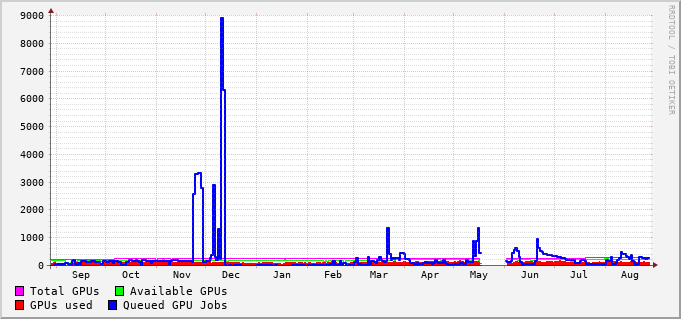 9000
8000
7000
6000
5000
4000
3000
2000
1000
0
Sep Oct Nov Dec Jan Feb Mar Apr May Jun Jul Aug
Total GPUs Available GPUs
GPUs used Queued GPU Jobs
RRDTOOL / TOBI OETIKER